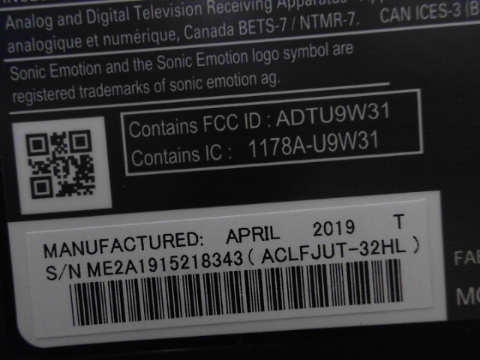 Analog and Digital Television Receiving Apparatus
analogique et numérique, Canada BETS-7 / NTMR-7. CAN ICES-3 (B
Sonic Emotion and the Sonic Emotion logo symbol are
registered trademarks of sonic emotion ag.
Contains FCC ID : ADTU9W31
Contains IC : 1178A-U9W31
MANUFACTURED: APRIL 2019 T
S/N ME2A1915218343 ( ACLFJUT-32HL )
FA
MO